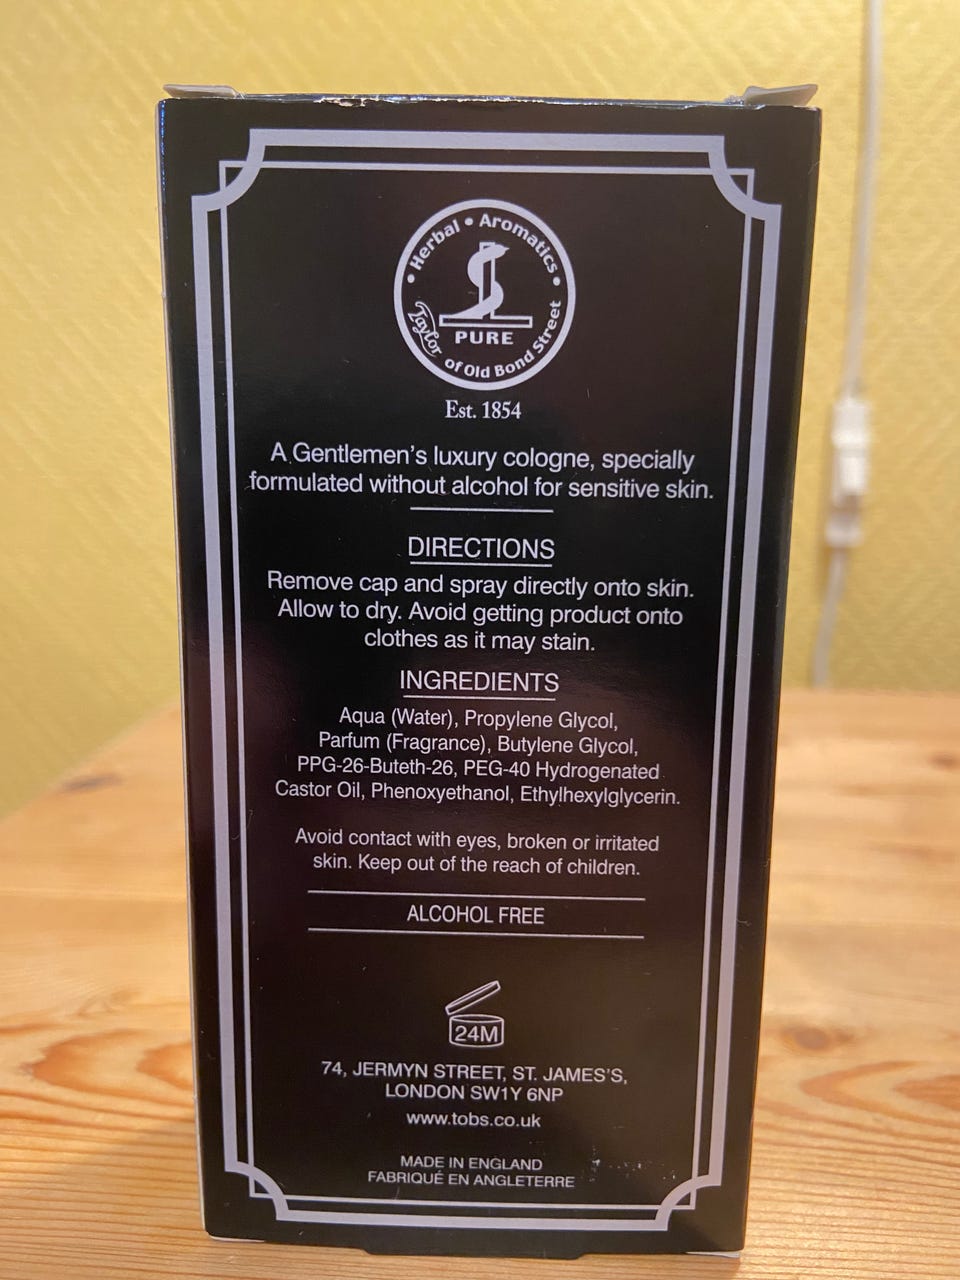 Herbal • Aromatics
PURE
Taylor of Old Bond Street
Est. 1854
A Gentlemen's luxury cologne, specially
formulated without alcohol for sensitive skin.
DIRECTIONS
Remove cap and spray directly onto skin.
Allow to dry. Avoid getting product onto
clothes as it may stain.
INGREDIENTS
Aqua (Water), Propylene Glycol,
Parfum (Fragrance), Butylene Glycol,
PPG-26-Buteth-26, PEG-40 Hydrogenated
Castor Oil, Phenoxyethanol, Ethylhexylglycerin.
Avoid contact with eyes, broken or irritated
skin. Keep out of the reach of children.
ALCOHOL FREE
24M
74, JERMYN STREET, ST. JAMES'S,
LONDON SW1Y 6NP
www.tobs.co.uk
MADE IN ENGLAND
FABRIQUÉ EN ANGLETERRE